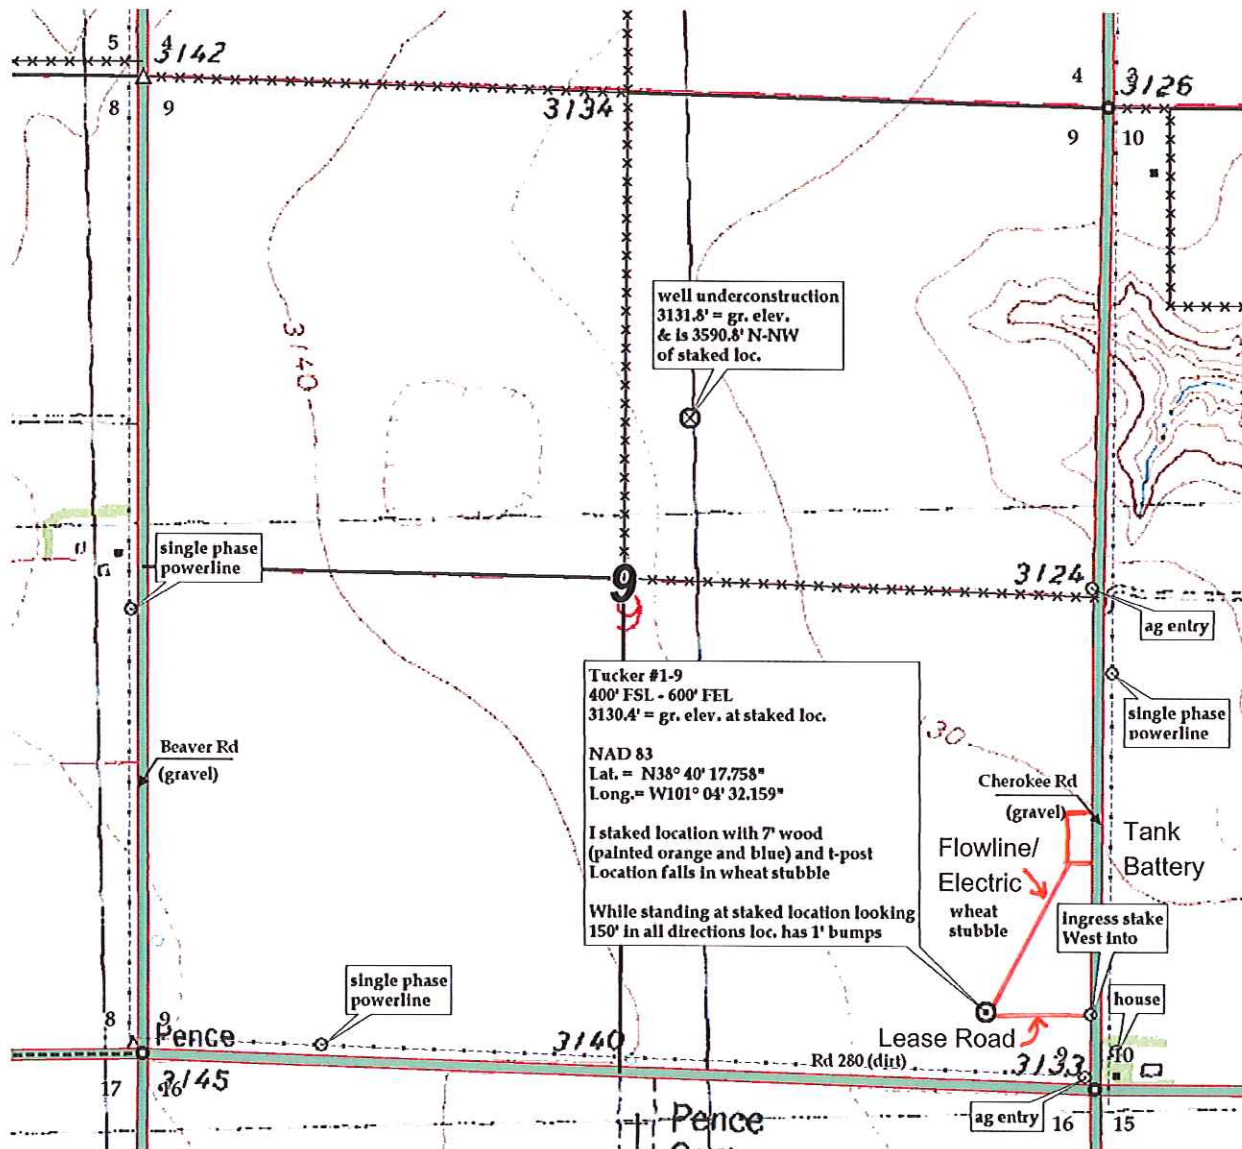 5 4
3142
8 9
3134
4 3
3126
9 10
well underconstruction
3131.8' = gr. elev.
& is 3590.8' N-NW
of staked loc.
3140
single phase
powerline
9
9
3124
ag entry
Tucker #1-9
400' FSL - 600' FEL
3130.4' = gr. elev. at staked loc.
NAD 83
Lat. = N38° 40' 17.758"
Long.= W101° 04' 32.159"
I staked location with 7' wood
(painted orange and blue) and t-post
Location falls in wheat stubble
While standing at staked location looking
150' in all directions loc. has 1' bumps
30
single phase
powerline
Beaver Rd
(gravel)
Cherokee Rd
(gravel)
Tank
Battery
Flowline/
Electric
wheat
stubble
ingress stake
West into
single phase
powerline
house
8 9
Pence
3140
Lease Road
Rd 280 (dirt)
3133
9 10
17 16
3145
ag entry
16 15
Pence